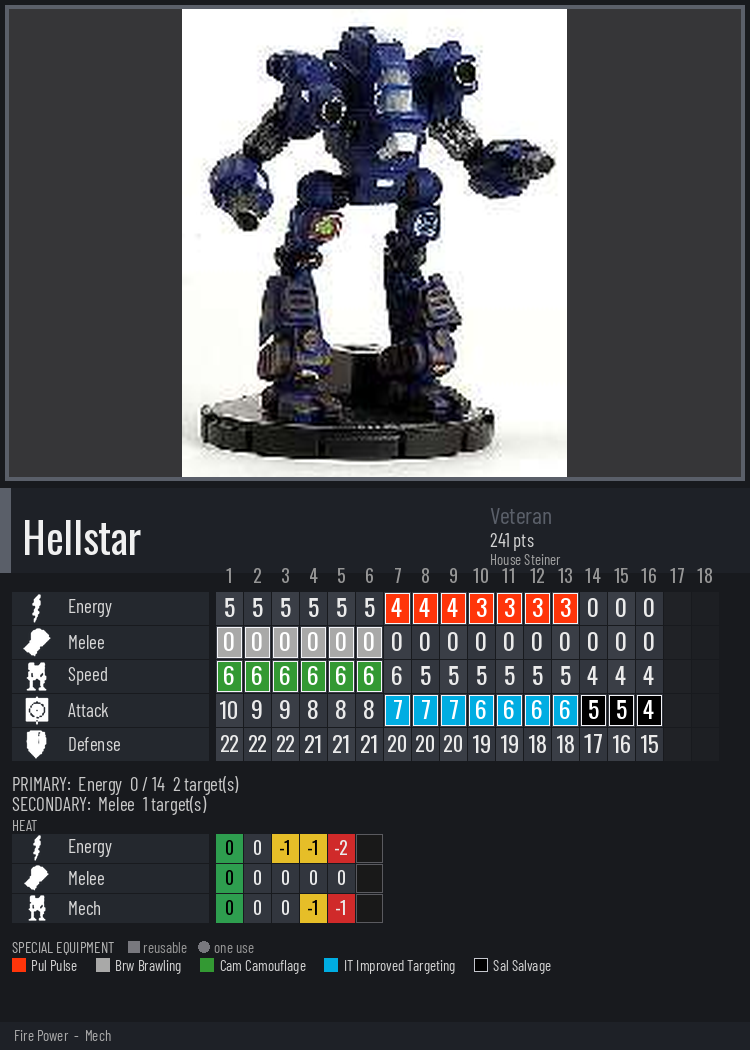 Hellstar
Veteran
241 pts
House Steiner
1 2 3 4 5 6 7 8 9 10 11 12 13 14 15 16 17 18
Energy 5 5 5 5 5 5 4 4 4 3 3 3 3 0 0 0
Melee 0 0 0 0 0 0 0 0 0 0 0 0 0 0 0 0
Speed 6 6 6 6 6 6 6 5 5 5 5 5 5 4 4 4
Attack 10 9 9 8 8 8 7 7 7 6 6 6 6 5 5 4
Defense 22 22 22 21 21 21 20 20 20 19 19 18 18 17 16 15
PRIMARY: Energy 0 / 14 2 target(s)
SECONDARY: Melee 1 target(s)
HEAT
Energy 0 0 -1 -1 -2
Melee 0 0 0 0 0
Mech 0 0 0 -1 -1
SPECIAL EQUIPMENT reusable one use
Pul Pulse Brw Brawling Cam Camouflage IT Improved Targeting Sal Salvage
Fire Power - Mech